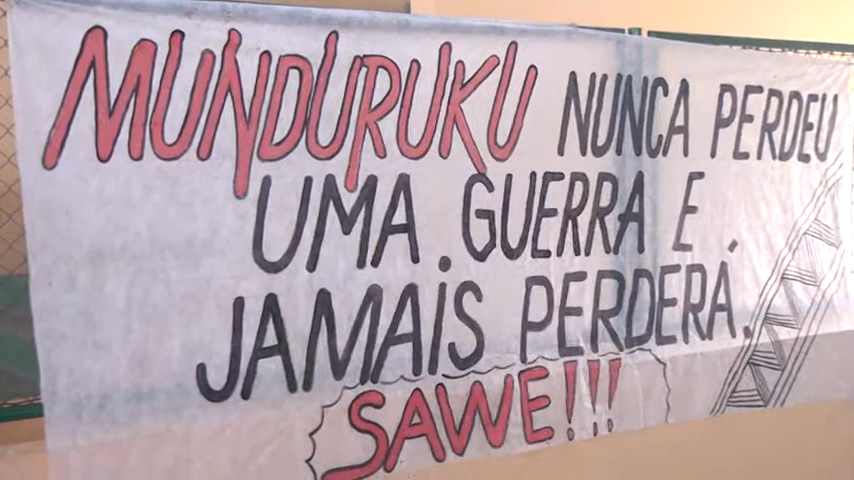 MUNDURUKU NUNCA PERDEU
UMA GUERRA E
JAMAIS PERDERÁ.
SAWE!!!